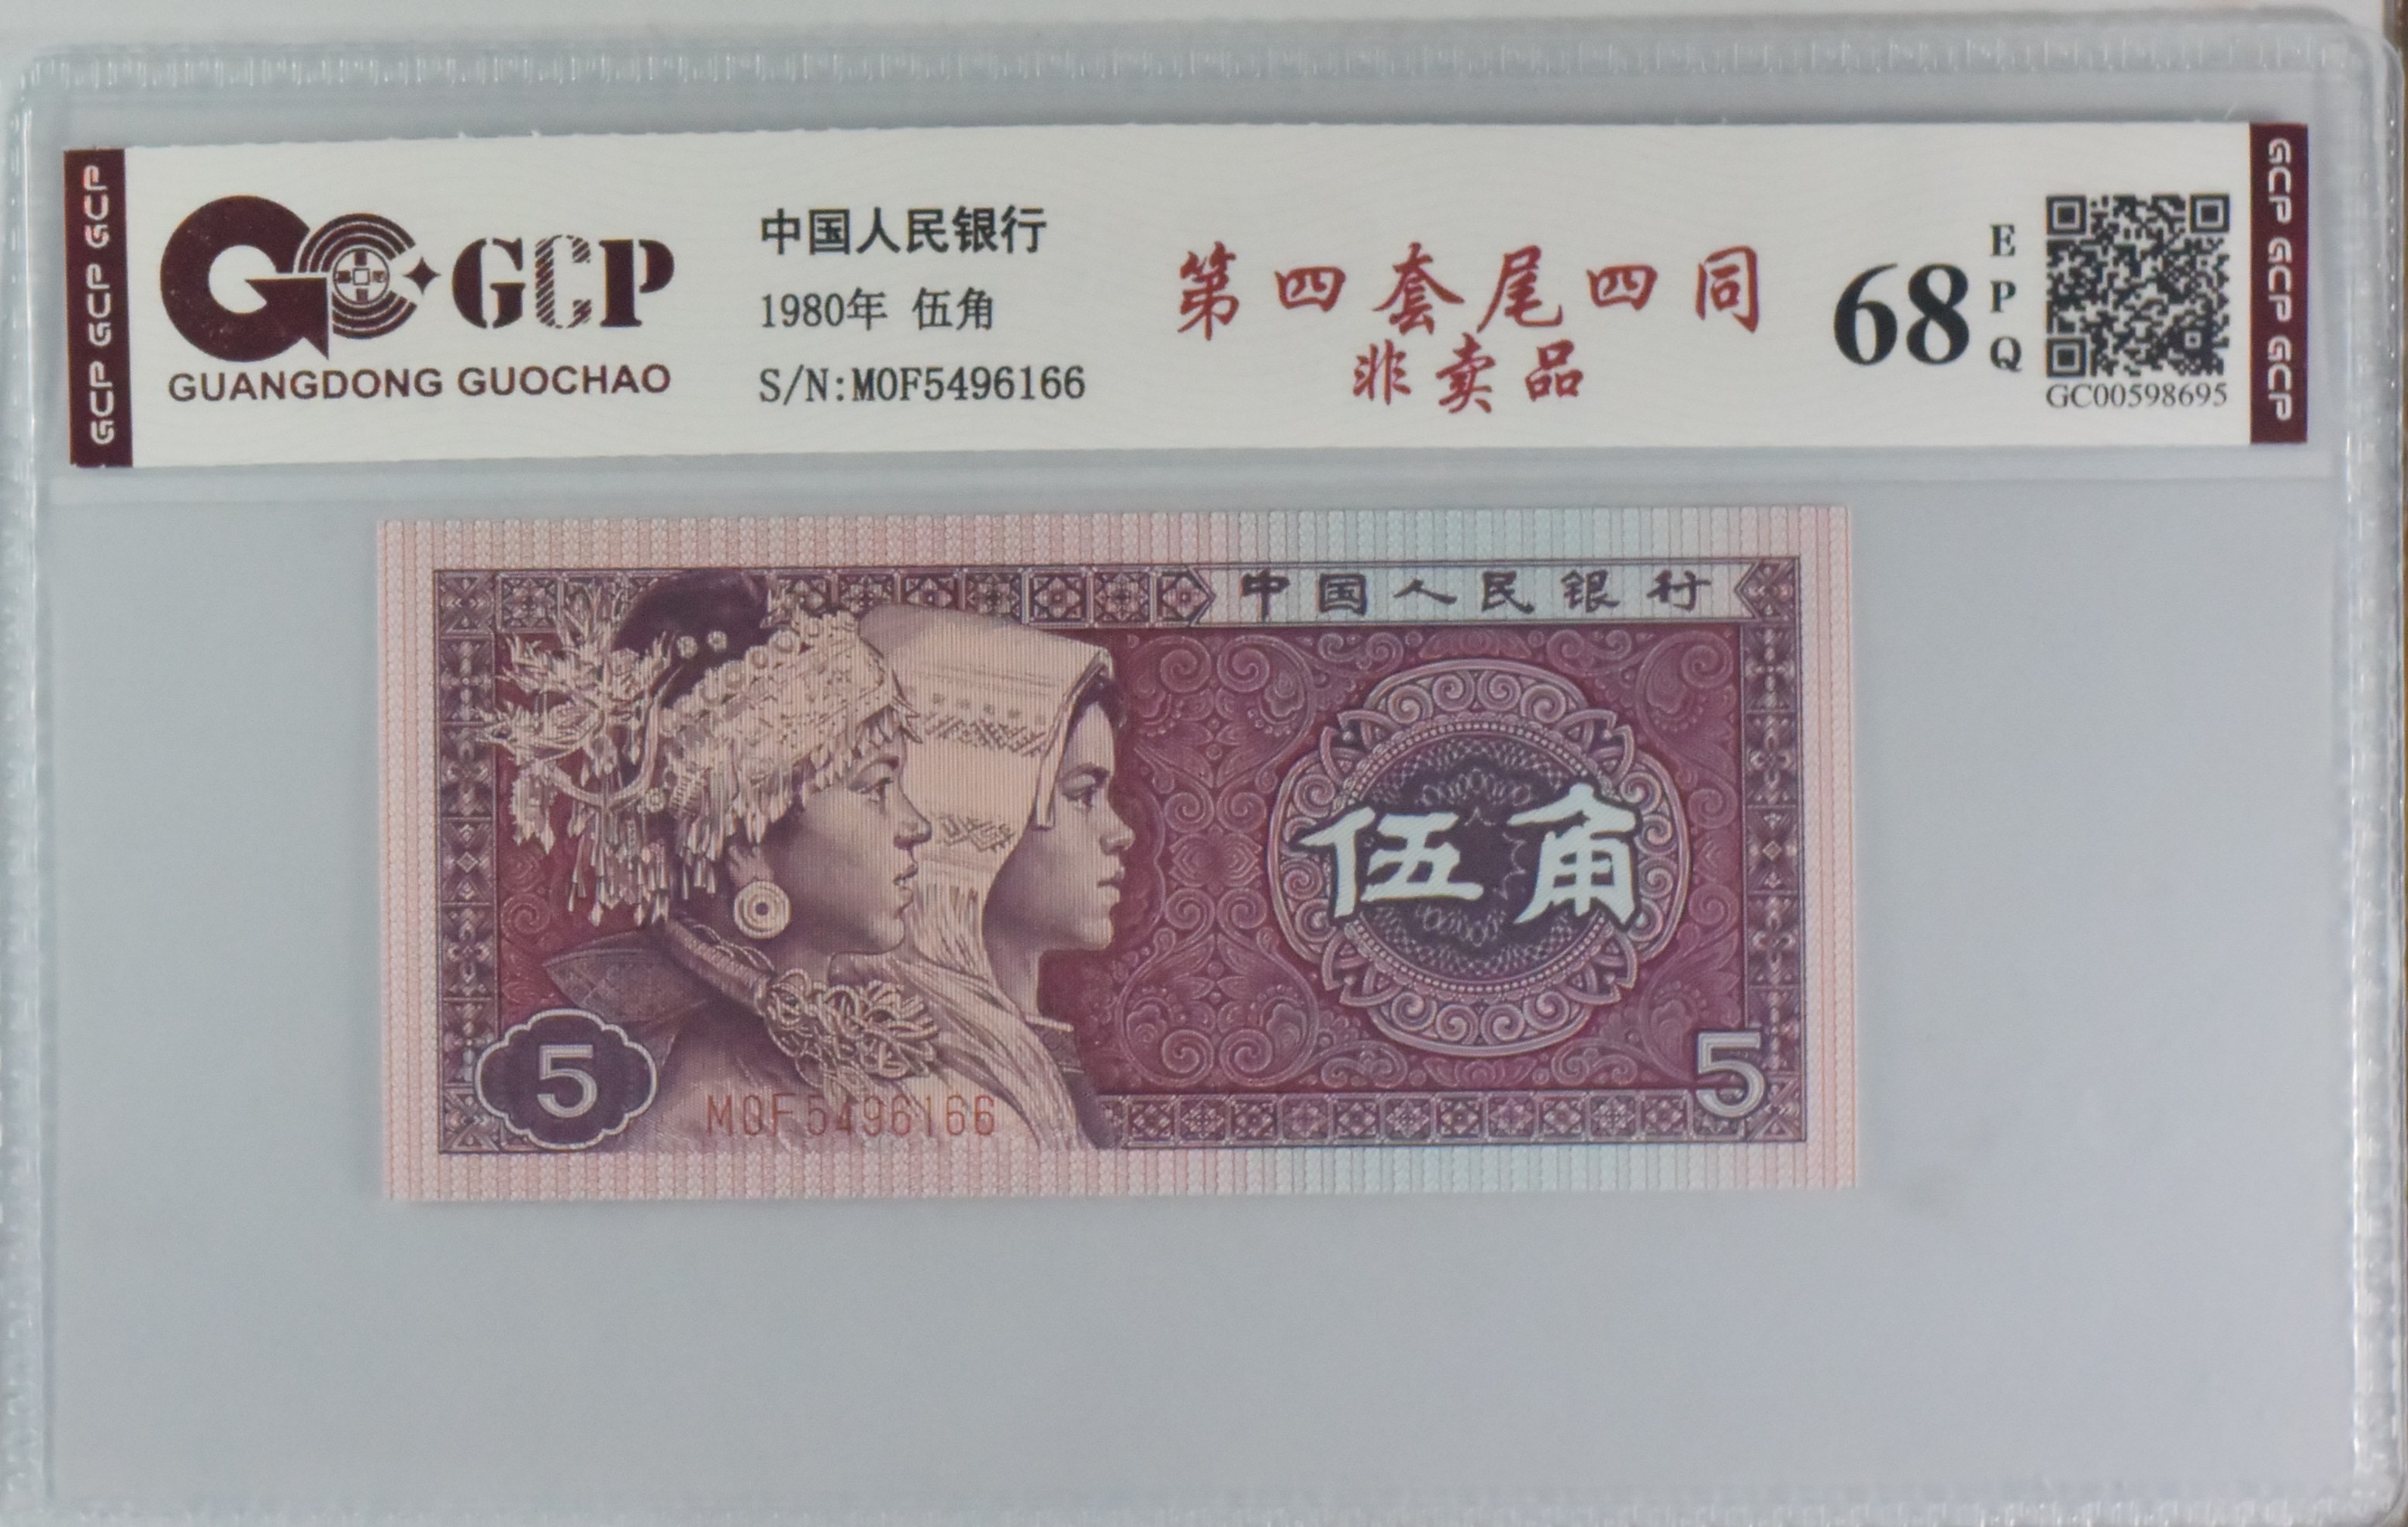 GCP GCP GCP
GCP
GUANGDONG GUOCHAO
中国人民银行
1980年 伍角
S/N:M0F5496166
第四套尾四同
非卖品
68
E
P
Q
GC00598695
GCP GCP GCP
中国人民银行
伍角
5
M0F5496166
5